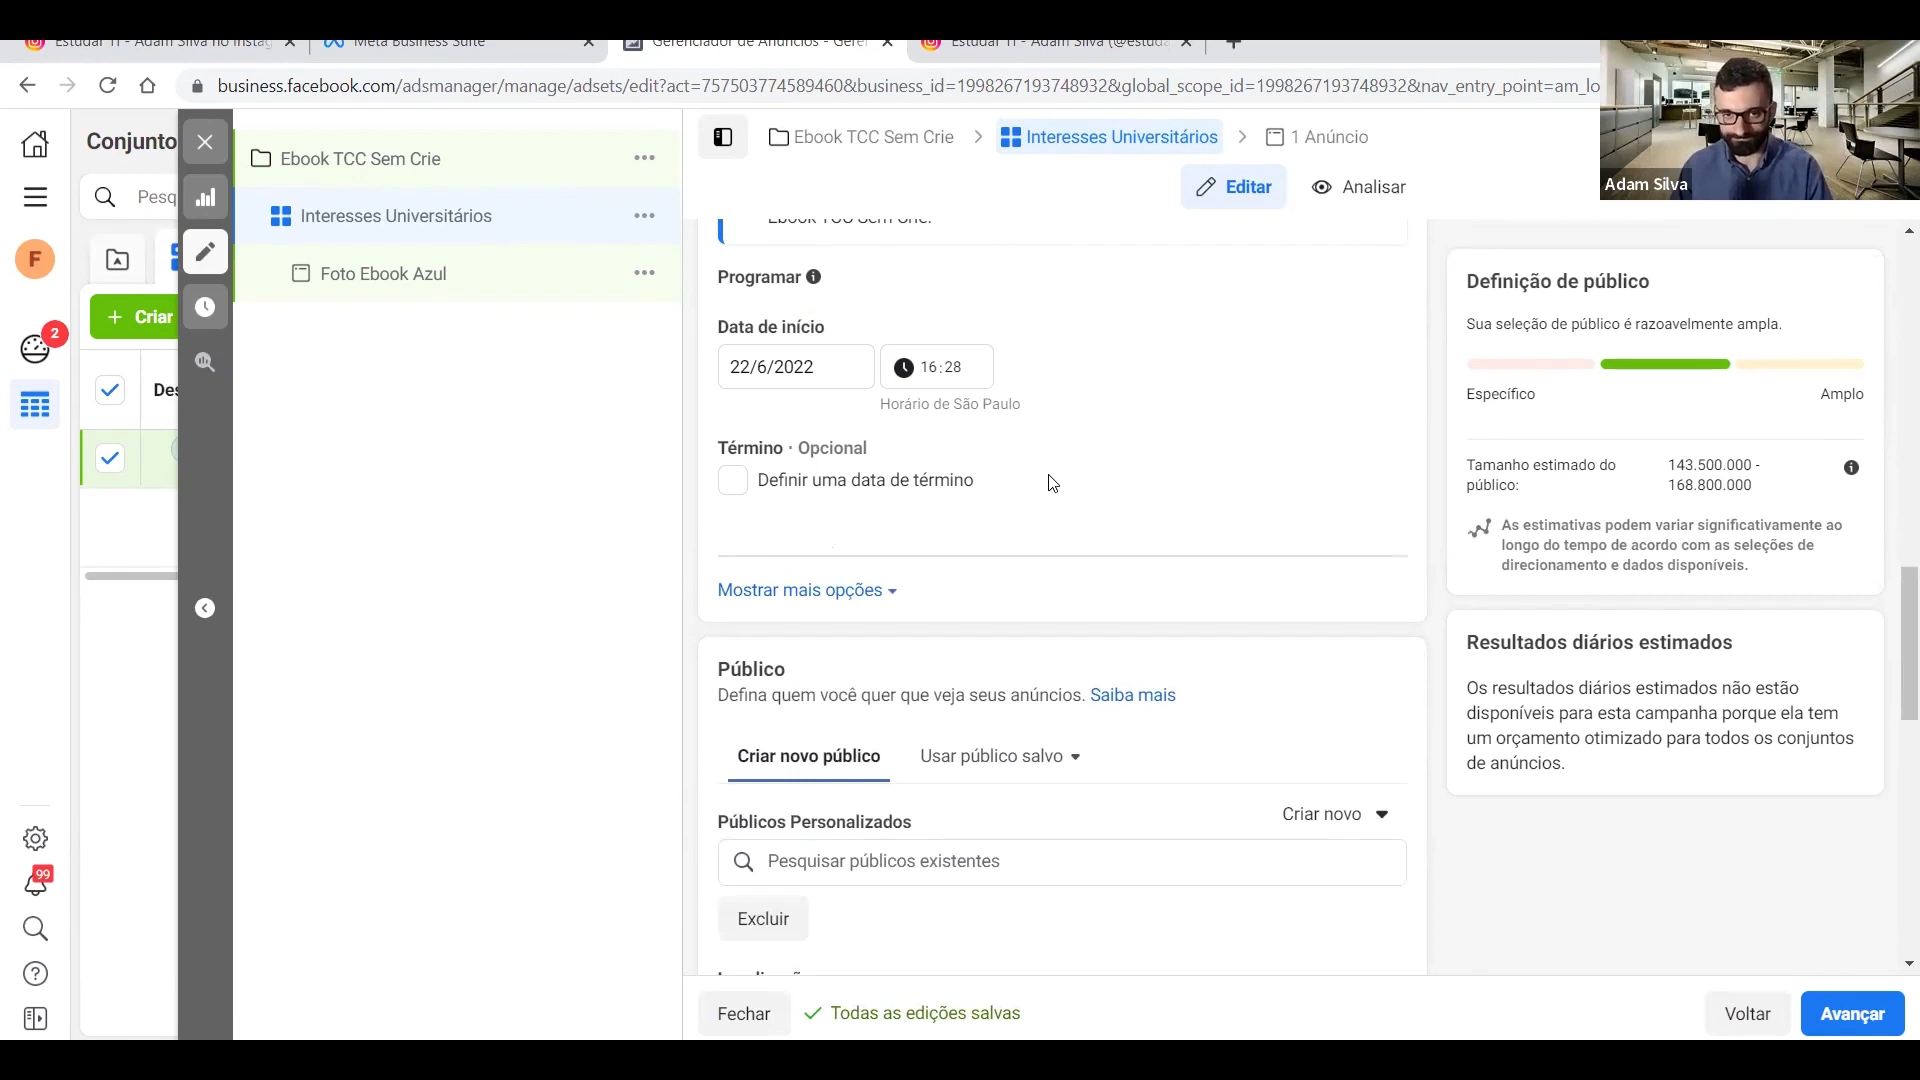 Estudar TI - Adam Silva no Instag
Meta Business Suite
Gerenciador de Anúncios - Geren
Estudar TI - Adam Silva (@estuda
business.facebook.com/adsmanager/manage/adsets/edit?act=757503774589460&business_id=1998267193748932&global_scope_id=1998267193748932&nav_entry_point=am_lo
Adam Silva
Conjunto
Pesq
F
2
Criar
Des
99
Ebook TCC Sem Crie
Interesses Universitários
Foto Ebook Azul
Ebook TCC Sem Crie
Interesses Universitários
1 Anúncio
Editar
Analisar
Ebook TCC Sem Crie.
Programar
Data de início
22/6/2022
16:28
Horário de São Paulo
Término · Opcional
Definir uma data de término
Mostrar mais opções
Público
Defina quem você quer que veja seus anúncios. Saiba mais
Criar novo público
Usar público salvo
Públicos Personalizados
Criar novo
Pesquisar públicos existentes
Excluir
Fechar
Todas as edições salvas
Voltar
Avançar
Definição de público
Sua seleção de público é razoavelmente ampla.
Específico
Amplo
Tamanho estimado do
público:
143.500.000 -
168.800.000
As estimativas podem variar significativamente ao
longo do tempo de acordo com as seleções de
direcionamento e dados disponíveis.
Resultados diários estimados
Os resultados diários estimados não estão
disponíveis para esta campanha porque ela tem
um orçamento otimizado para todos os conjuntos
de anúncios.